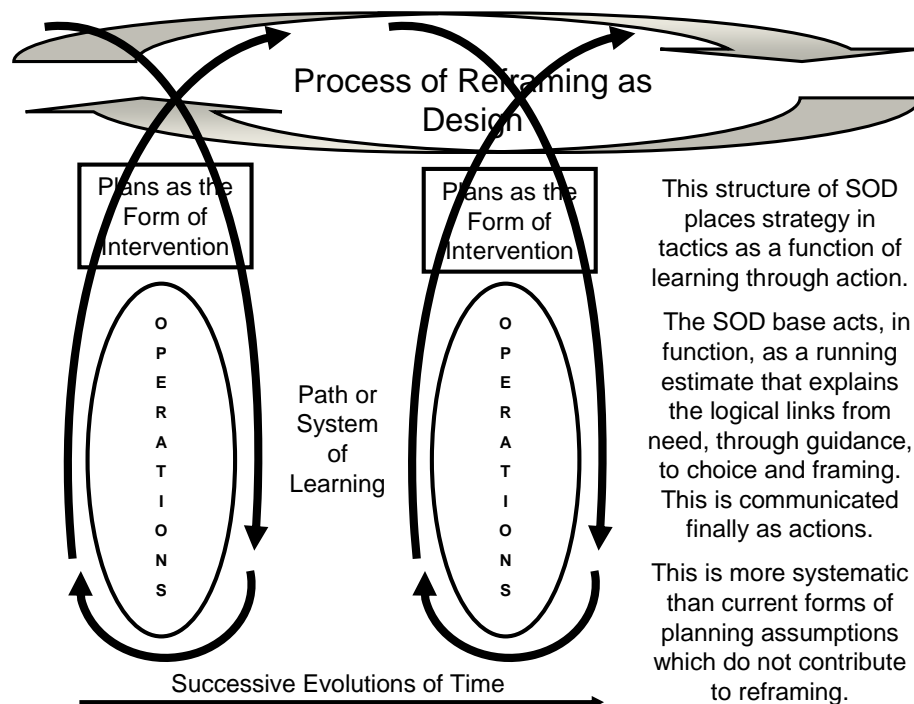 Process of Reframing as
Design
Plans as the
Form of
Intervention
Plans as the
Form of
Intervention
OPERATIONS
OPERATIONS
Path or
System
of
Learning
This structure of SOD
places strategy in
tactics as a function of
learning through action.
The SOD base acts, in
function, as a running
estimate that explains
the logical links from
need, through guidance,
to choice and framing.
This is communicated
finally as actions.
This is more systematic
than current forms of
planning assumptions
which do not contribute
to reframing.
Successive Evolutions of Time